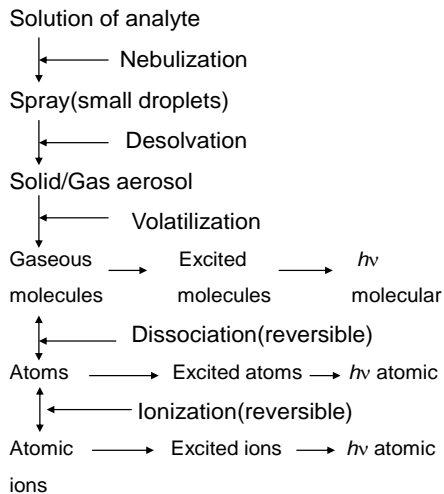 Solution of analyte
Nebulization
Spray(small droplets)
Desolvation
Solid/Gas aerosol
Volatilization
Gaseous Excited hν
molecules molecules molecular
Dissociation(reversible)
Atoms Excited atoms hν atomic
Ionization(reversible)
Atomic Excited ions hν atomic
ions